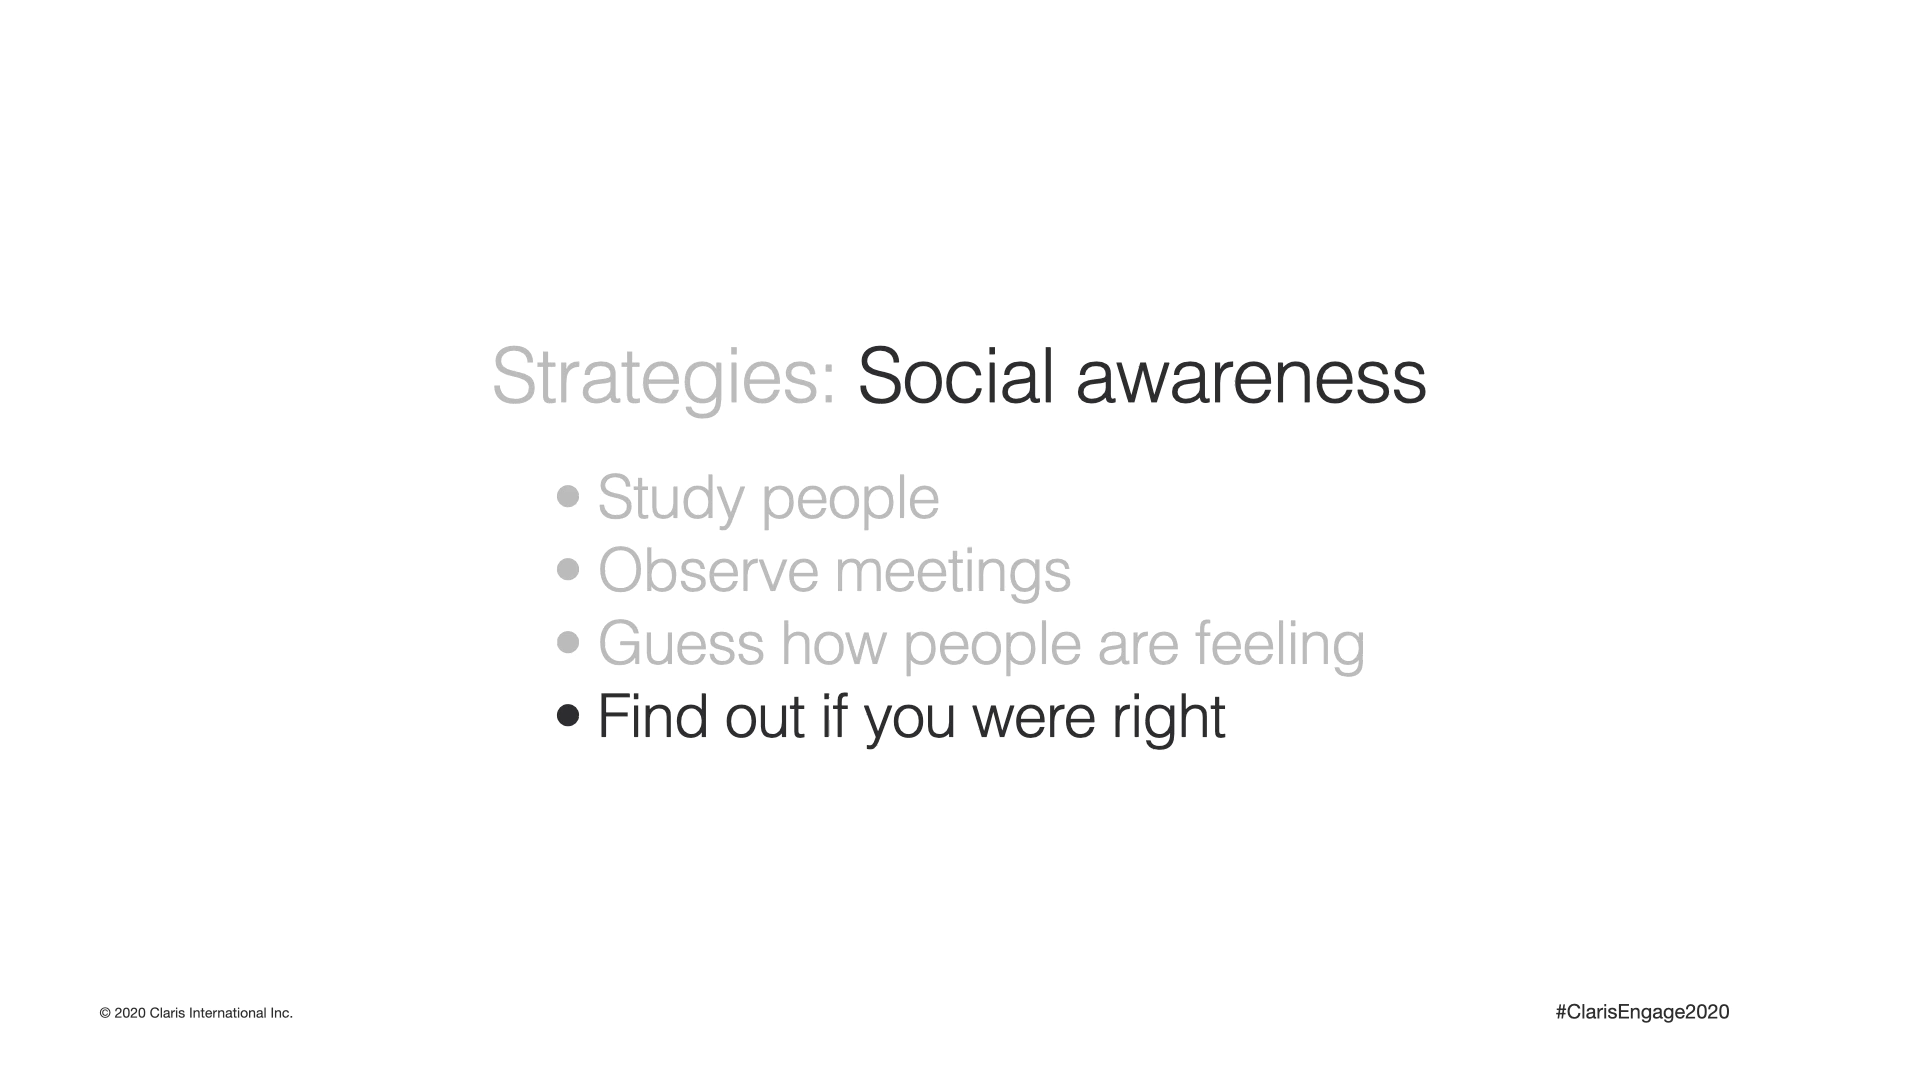 Strategies: Social awareness
• Study people
• Observe meetings
• Guess how people are feeling
• Find out if you were right
© 2020 Claris International Inc.
#ClarisEngage2020